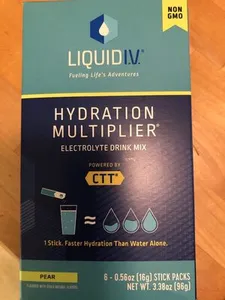 NON
GMO
LIQUID I.V.®
Fueling Life's Adventures
HYDRATION
MULTIPLIER®
ELECTROLYTE DRINK MIX
POWERED BY
CTT®
1 Stick. Faster Hydration Than Water Alone.
PEAR
6 - 0.56oz (16g) STICK PACKS
NET WT. 3.38oz (96g)